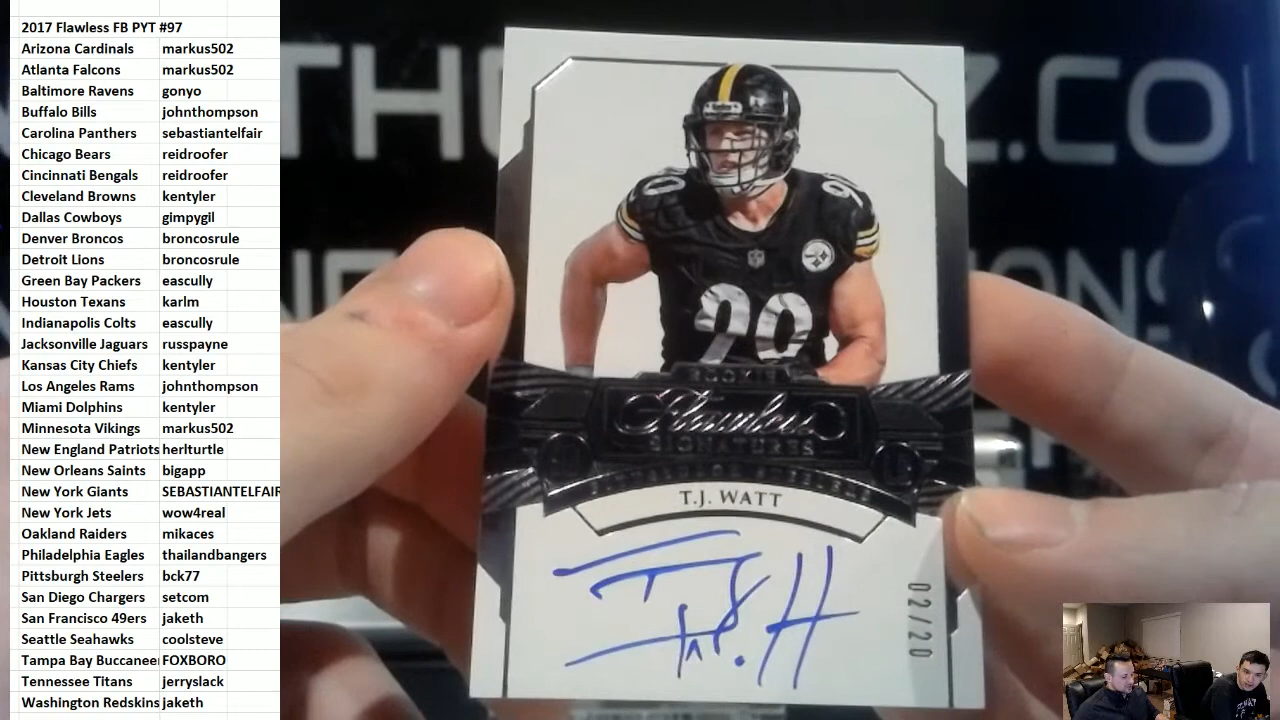 2017 Flawless FB PYT #97
Arizona Cardinals markus502
Atlanta Falcons markus502
Baltimore Ravens gonyo
Buffalo Bills johnthompson
Carolina Panthers sebastiantelfair
Chicago Bears reidroofer
Cincinnati Bengals reidroofer
Cleveland Browns kentyler
Dallas Cowboys gimpygil
Denver Broncos broncosrule
Detroit Lions broncosrule
Green Bay Packers eascully
Houston Texans karlm
Indianapolis Colts eascully
Jacksonville Jaguars russpayne
Kansas City Chiefs kentyler
Los Angeles Rams johnthompson
Miami Dolphins kentyler
Minnesota Vikings markus502
New England Patriots herlturtle
New Orleans Saints bigapp
New York Giants SEBASTIANTELFAIR
New York Jets wow4real
Oakland Raiders mikaces
Philadelphia Eagles thailandbangers
Pittsburgh Steelers bck77
San Diego Chargers setcom
San Francisco 49ers jaketh
Seattle Seahawks coolsteve
Tampa Bay Buccanee FOXBORO
Tennessee Titans jerryslack
Washington Redskins jaketh
Z.CO
90
90
90
ROOKIE
Flawless
SIGNATURES
PITTSBURGH STEELERS
T.J. WATT
02/20